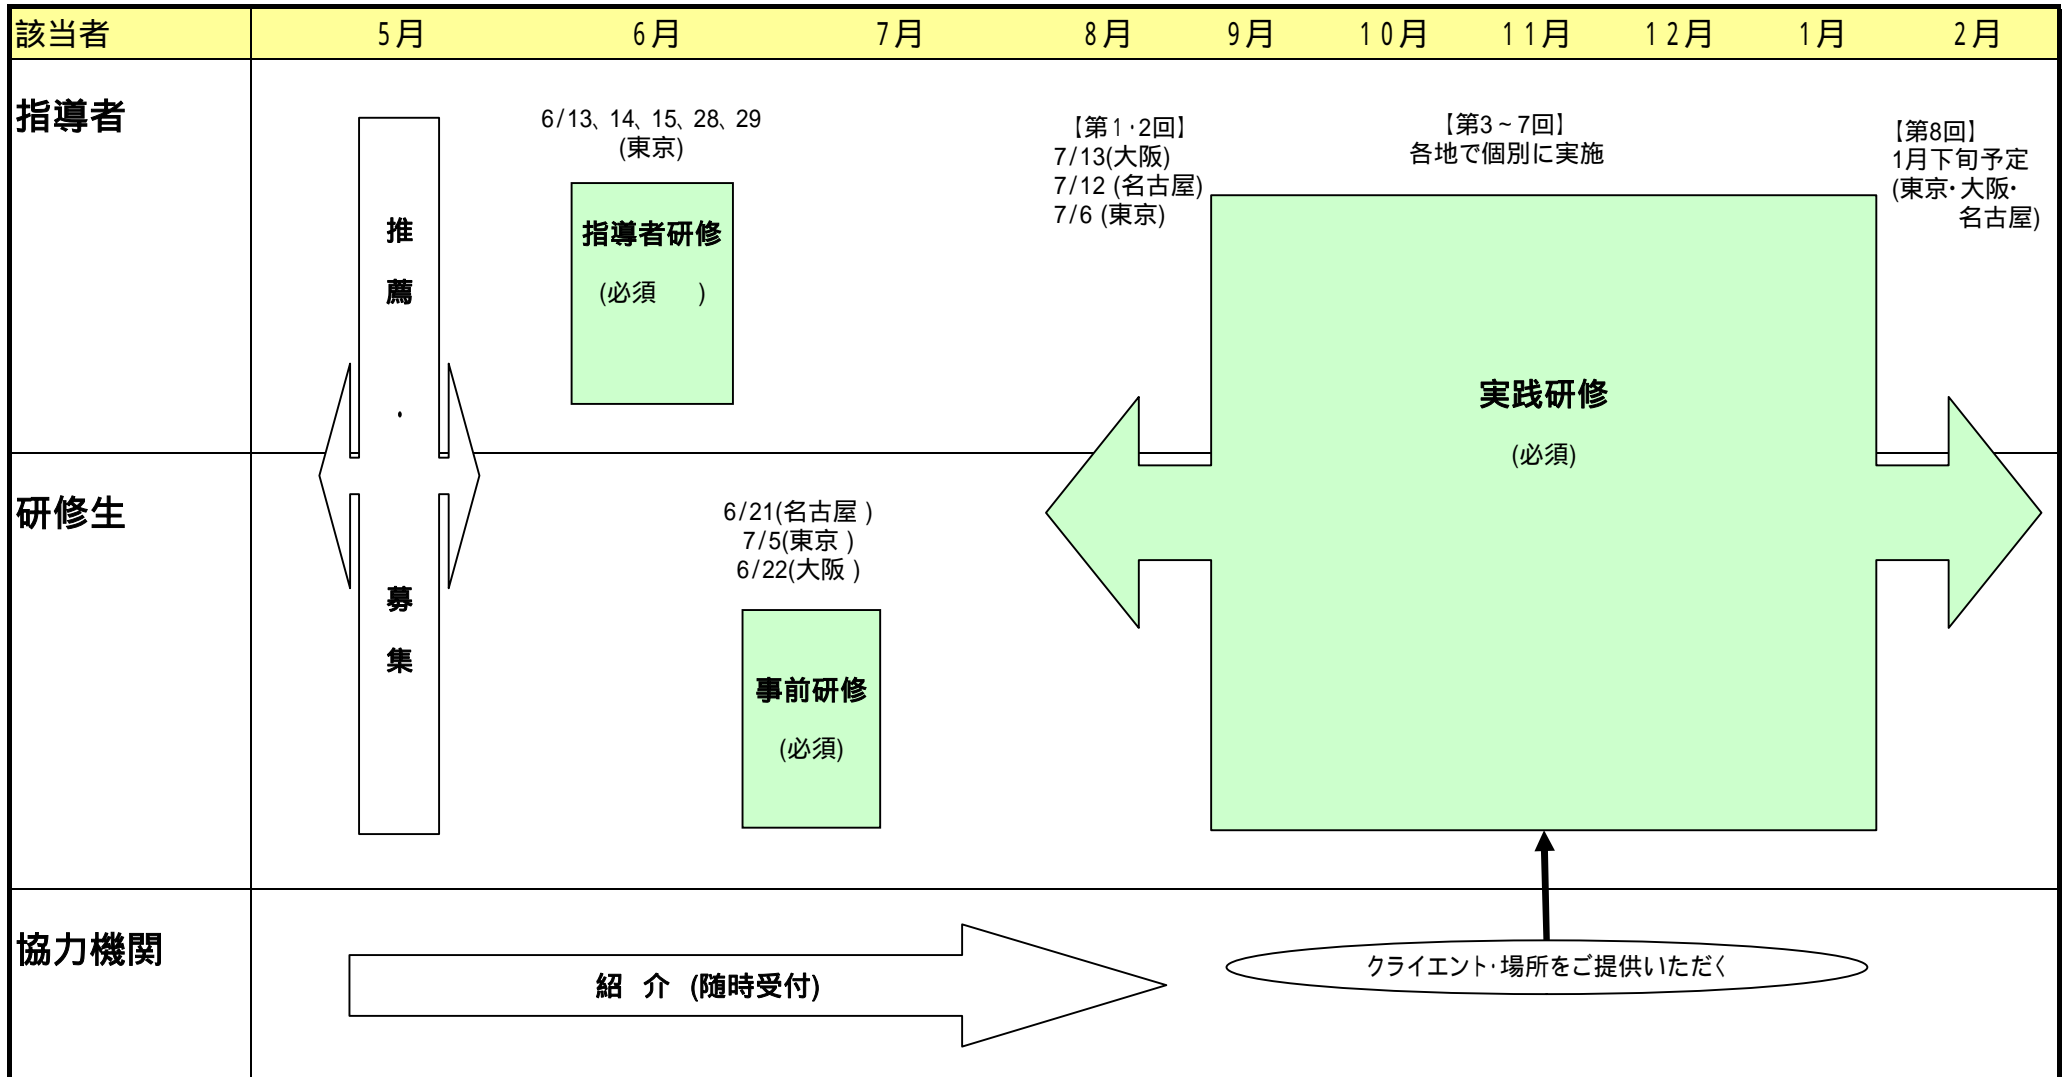 該当者 5月 6月 7月 8月 9月 10月 11月 12月 1月 2月
指導者
推
薦
・
募
集
6/13、14、15、28、29
(東京)
指導者研修
(必須 )
【第1・2回】
7/13(大阪)
7/12 (名古屋)
7/6 (東京)
【第3~7回】
各地で個別に実施
【第8回】
1月下旬予定
(東京・大阪・
名古屋)
実践研修
(必須)
研修生
6/21(名古屋 )
7/5(東京 )
6/22(大阪 )
事前研修
(必須)
協力機関
紹 介 (随時受付)
クライエント・場所をご提供いただく